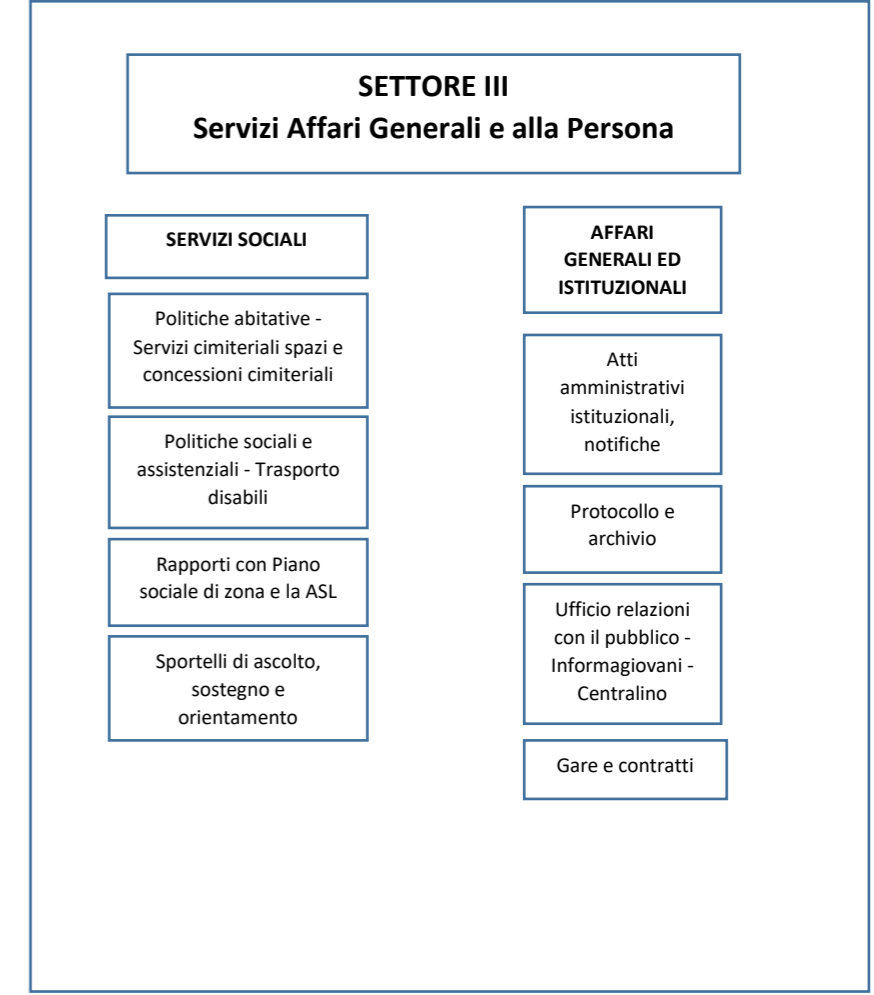 SETTORE III
Servizi Affari Generali e alla Persona
SERVIZI SOCIALI
Politiche abitative -
Servizi cimiteriali spazi e
concessioni cimiteriali
Politiche sociali e
assistenziali - Trasporto
disabili
Rapporti con Piano
sociale di zona e la ASL
Sportelli di ascolto,
sostegno e
orientamento
AFFARI
GENERALI ED
ISTITUZIONALI
Atti
amministrativi
istituzionali,
notifiche
Protocollo e
archivio
Ufficio relazioni
con il pubblico -
Informagiovani -
Centralino
Gare e contratti